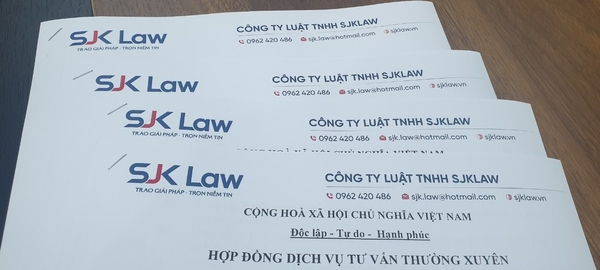 SJK Law
TRAO GIẢI PHÁP - TRỌN NIỀM TIN
CÔNG TY LUẬT TNHH SJKLAW
0962 420 486 sjk.law@hotmail.com sjklaw.vn
SJK Law
CÔNG TY LUẬT TNHH SJKLAW
0962 420 486 sjk.law@hotmail.com sjklaw.vn
SJK Law
TRAO GIẢI PHÁP - TRỌN NIỀM TIN
CÔNG TY LUẬT TNHH SJKLAW
0962 420 486 sjk.law@hotmail.com sjklaw.vn
SJK Law
TRAO GIẢI PHÁP - TRỌN NIỀM TIN
CÔNG TY LUẬT TNHH SJKLAW
0962 420 486 sjk.law@hotmail.com sjklaw.vn
CỘNG HOÀ XÃ HỘI CHỦ NGHĨA VIỆT NAM
Độc lập - Tự do - Hạnh phúc
HỢP ĐỒNG DỊCH VỤ TƯ VẤN THƯỜNG XUYÊN